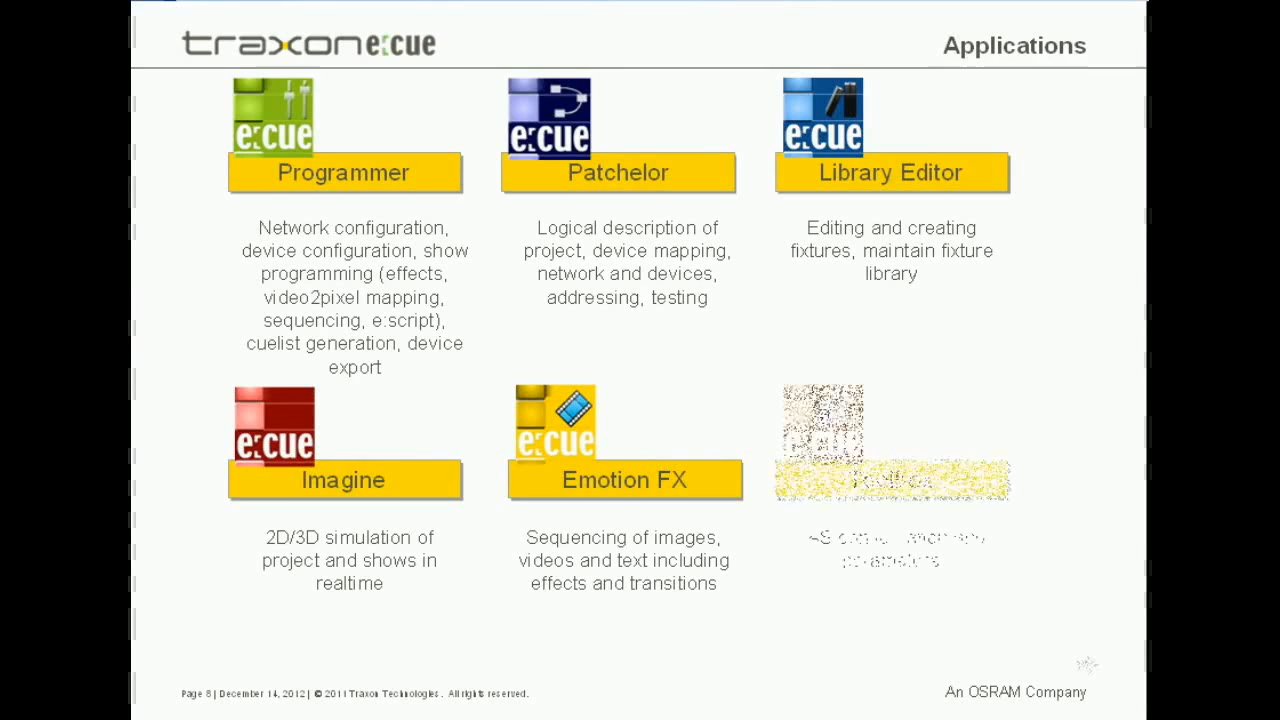 traxon e:cue
Applications
e:cue
e:cue
e:cue
Programmer
Patchelor
Library Editor
Network configuration,
device configuration, show
programming (effects,
video2pixel mapping,
sequencing, e:script),
cuelist generation, device
export
Logical description of
project, device mapping,
network and devices,
addressing, testing
Editing and creating
fixtures, maintain fixture
library
e:cue
e:cue
e:cue
Imagine
Emotion FX
2D/3D simulation of
project and shows in
realtime
Sequencing of images,
videos and text including
effects and transitions
parameters
Page 8 | December 14, 2012 | © 2011 Traxon Technologies. All rights reserved.
An OSRAM Company